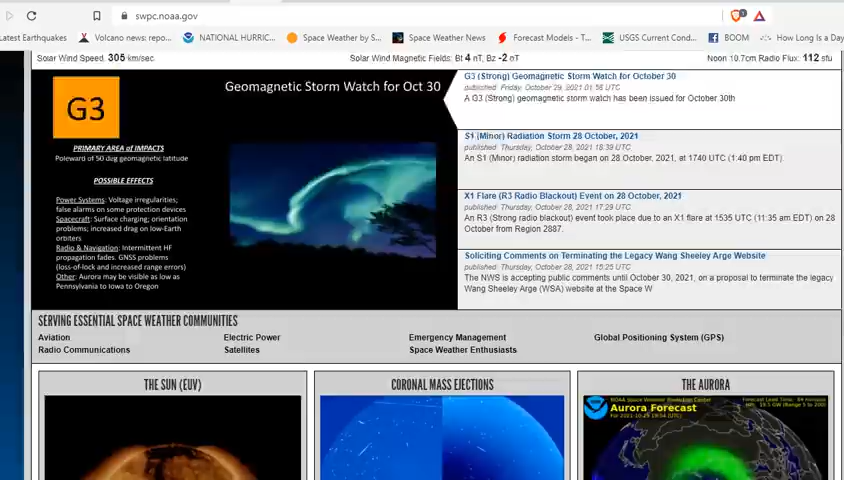 swpc.noaa.gov
Latest Earthquakes
Volcano news: repo...
NATIONAL HURRIC...
Space Weather by S...
Space Weather News
Forecast Models - T...
USGS Current Cond...
BOOM
How Long Is a Day
Solar Wind Speed: 305 km/sec
Solar Wind Magnetic Fields: Bt 4 nT, Bz -2 nT
Noon 10.7cm Radio Flux: 112 sfu
G3
Geomagnetic Storm Watch for Oct 30
PRIMARY AREA of IMPACTS
Poleward of 50 deg geomagnetic latitude
POSSIBLE EFFECTS
Power Systems: Voltage irregularities;
false alarms on some protection devices
Spacecraft: Surface charging; orientation
problems; increased drag on low-Earth
orbiters
Radio & Navigation: Intermittent HF
propagation fades. GNSS problems
(loss-of-lock and increased range errors)
Other: Aurora may be visible as low as
Pennsylvania to Iowa to Oregon
G3 (Strong) Geomagnetic Storm Watch for October 30
published: Friday, October 29, 2021 01:56 UTC
A G3 (Strong) geomagnetic storm watch has been issued for October 30th
S1 (Minor) Radiation Storm 28 October, 2021
published: Thursday, October 28, 2021 18:39 UTC
An S1 (Minor) radiation storm began on 28 October, 2021, at 1740 UTC (1:40 pm EDT).
X1 Flare (R3 Radio Blackout) Event on 28 October, 2021
published: Thursday, October 28, 2021 17:29 UTC
An R3 (Strong radio blackout) event took place due to an X1 flare at 1535 UTC (11:35 am EDT) on 28
October from Region 2887.
Soliciting Comments on Terminating the Legacy Wang Sheeley Arge Website
published: Thursday, October 28, 2021 15:25 UTC
The NWS is accepting public comments until October 30, 2021, on a proposal to terminate the legacy
Wang Sheeley Arge (WSA) website at the Space W
SERVING ESSENTIAL SPACE WEATHER COMMUNITIES
Aviation
Electric Power
Emergency Management
Global Positioning System (GPS)
Radio Communications
Satellites
Space Weather Enthusiasts
THE SUN (EUV)
CORONAL MASS EJECTIONS
THE AURORA
NOAA Space Weather Prediction Center
Aurora Forecast